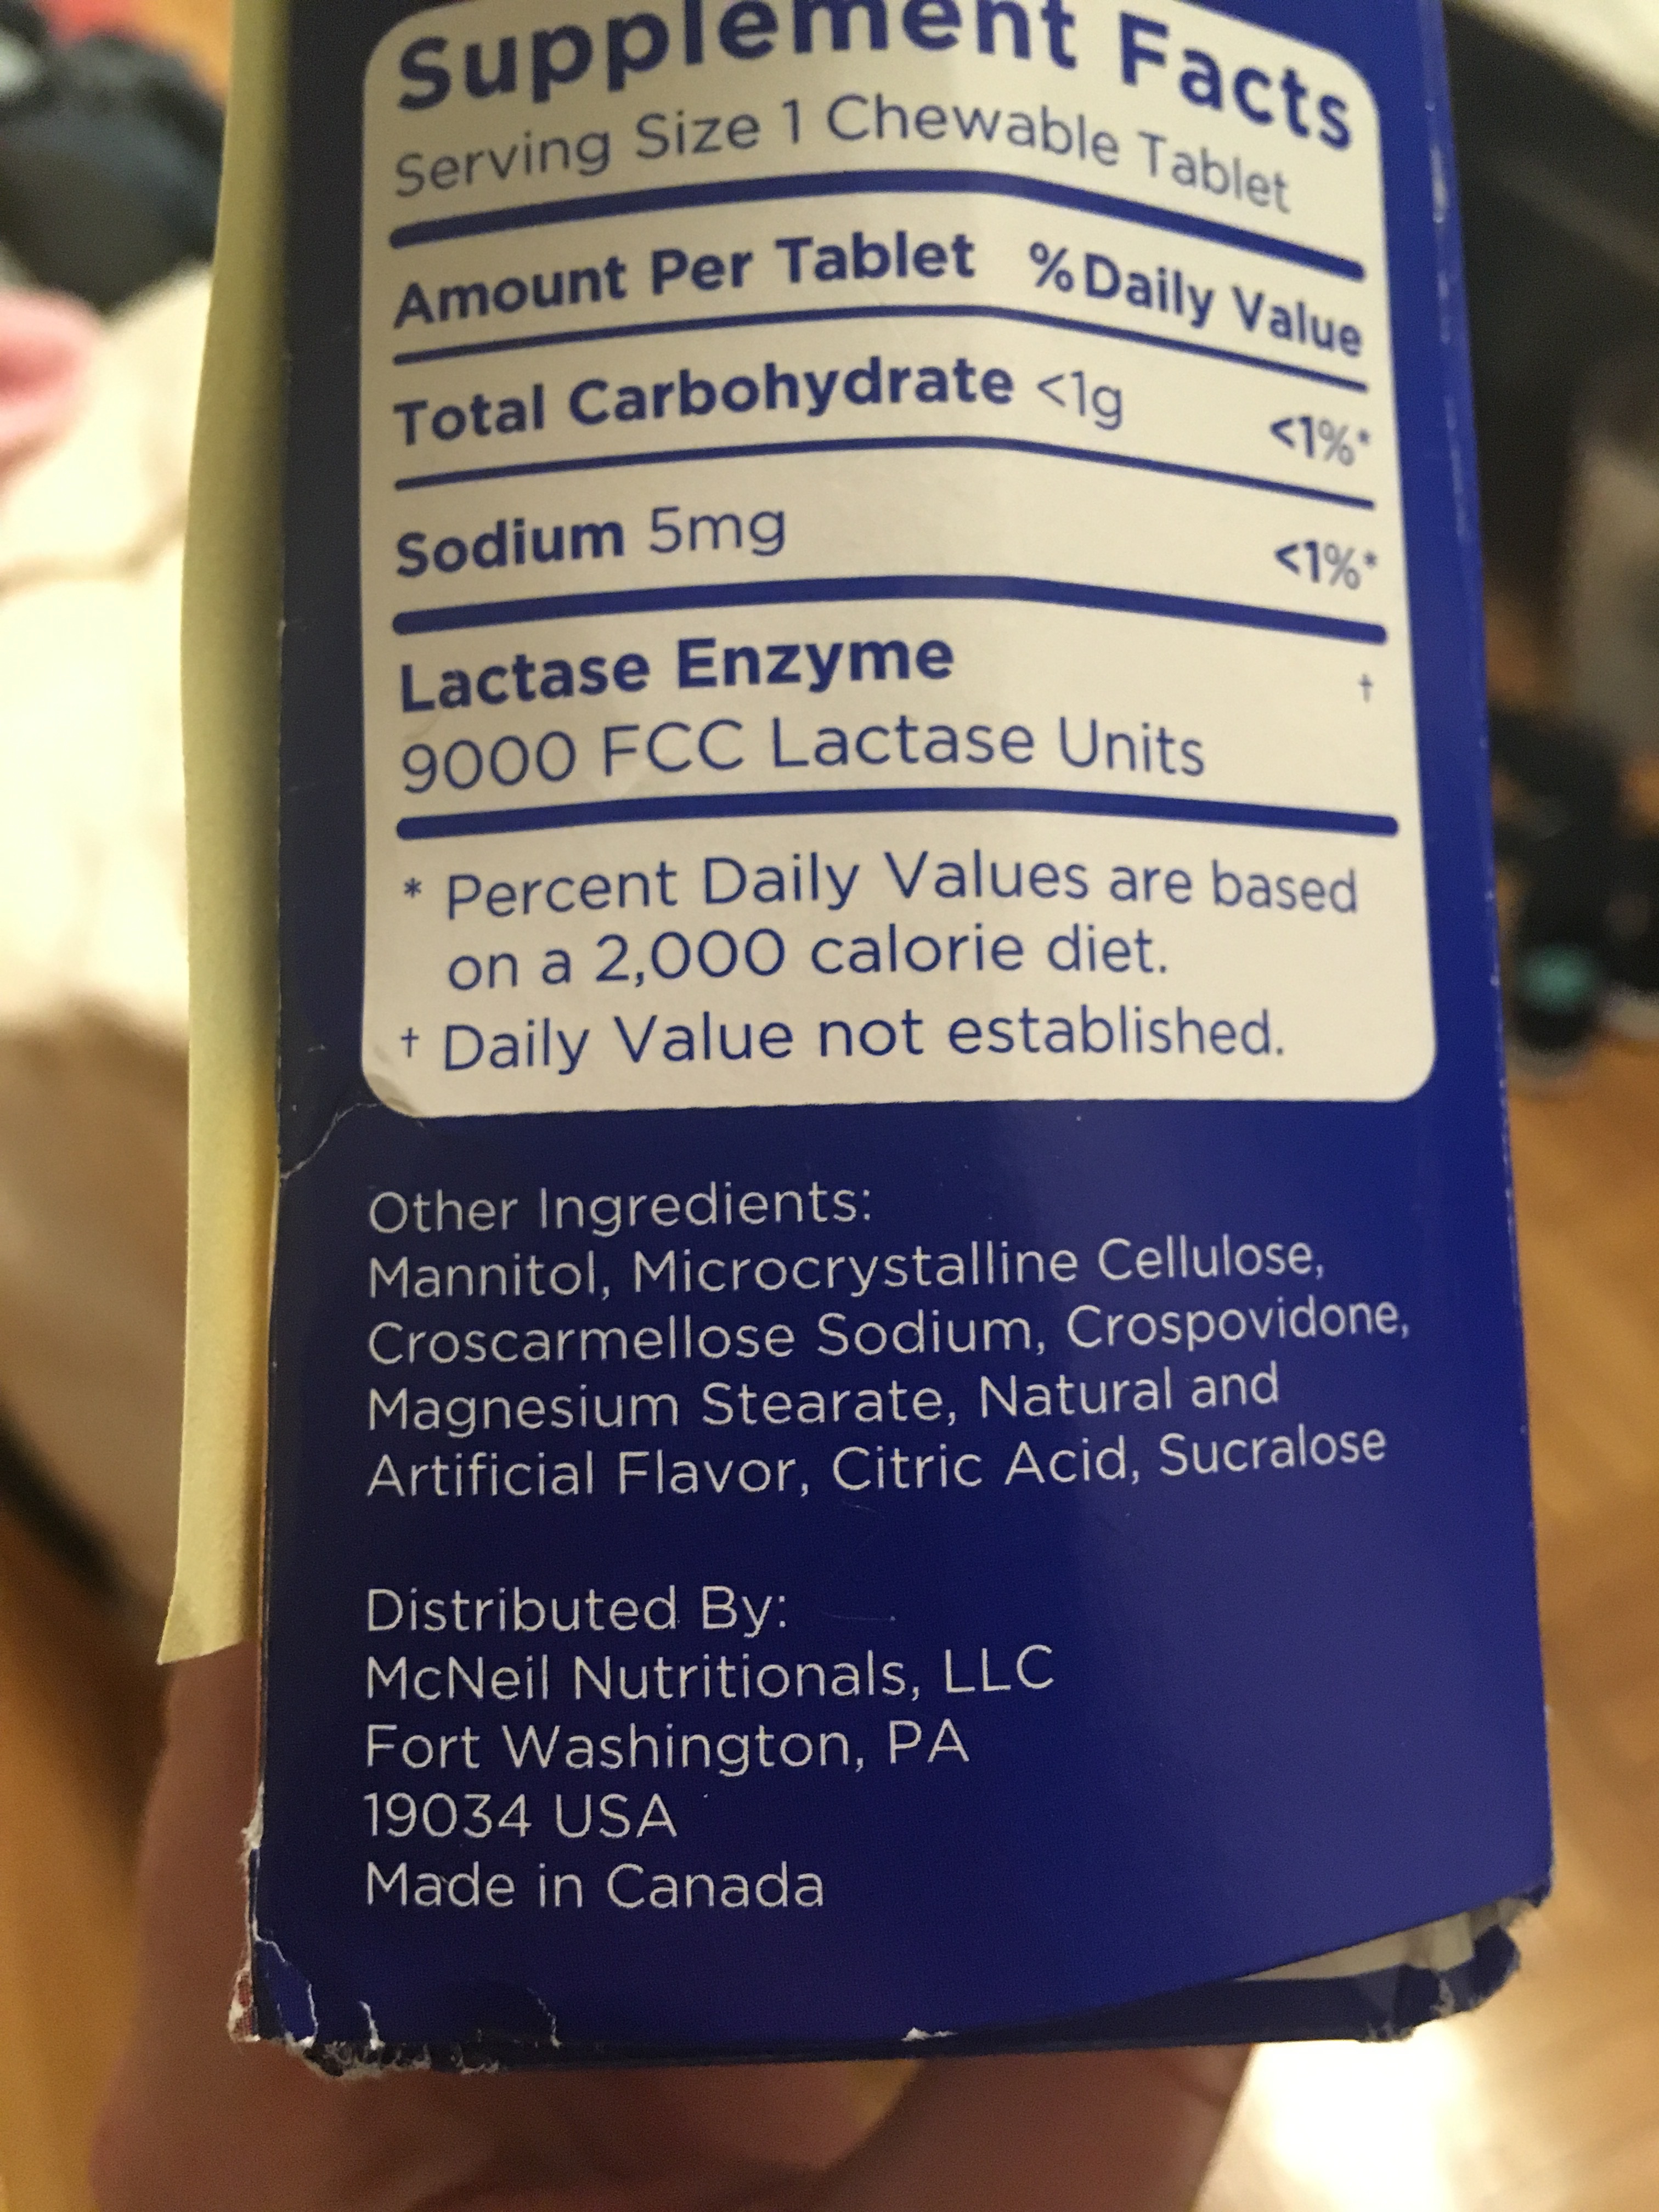 Supplement Facts
Serving Size 1 Chewable Tablet
Amount Per Tablet %Daily Value
Total Carbohydrate <1g <1%*
Sodium 5mg <1%*
Lactase Enzyme †
9000 FCC Lactase Units
* Percent Daily Values are based
on a 2,000 calorie diet.
† Daily Value not established.
Other Ingredients:
Mannitol, Microcrystalline Cellulose,
Croscarmellose Sodium, Crospovidone,
Magnesium Stearate, Natural and
Artificial Flavor, Citric Acid, Sucralose
Distributed By:
McNeil Nutritionals, LLC
Fort Washington, PA
19034 USA
Made in Canada